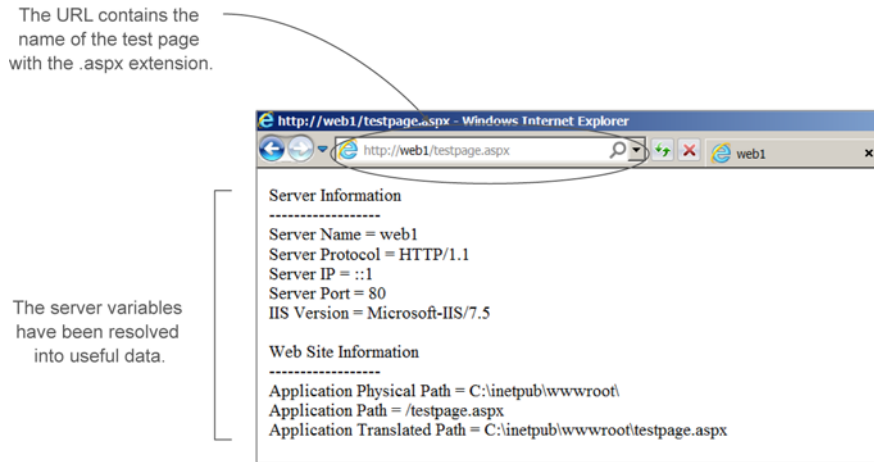 The URL contains the
name of the test page
with the .aspx extension.
http://web1/testpage.aspx - Windows Internet Explorer
http://web1/testpage.aspx
web1
Server Information
------------------
Server Name = web1
Server Protocol = HTTP/1.1
Server IP = ::1
Server Port = 80
IIS Version = Microsoft-IIS/7.5
The server variables
have been resolved
into useful data.
Web Site Information
------------------
Application Physical Path = C:\inetpub\wwwroot\
Application Path = /testpage.aspx
Application Translated Path = C:\inetpub\wwwroot\testpage.aspx